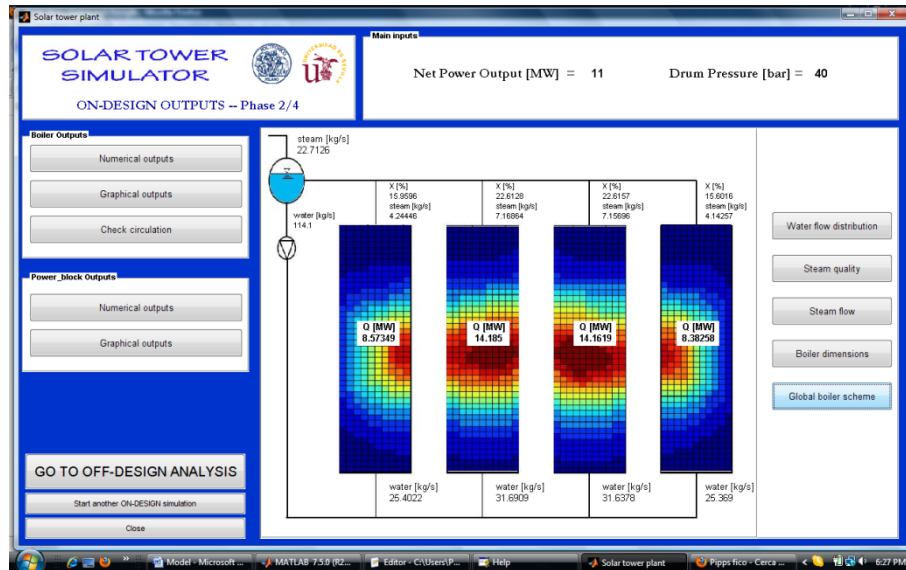 Solar tower plant
SOLAR TOWER
SIMULATOR
ON-DESIGN OUTPUTS -- Phase 2/4
Main inputs
Net Power Output [MW] = 11
Drum Pressure [bar] = 40
Boiler Outputs
Numerical outputs
Graphical outputs
Check circulation
Power_block Outputs
Numerical outputs
Graphical outputs
GO TO OFF-DESIGN ANALYSIS
Start another ON-DESIGN simulation
Close
steam [kg/s]
22.7126
water [kg/s]
114.1
X [%]
15.9596
steam [kg/s]
4.24446
X [%]
22.6128
steam [kg/s]
7.16864
X [%]
22.6157
steam [kg/s]
7.15696
X [%]
15.6016
steam [kg/s]
4.14257
Q [MW]
8.57349
Q [MW]
14.185
Q [MW]
14.1619
Q [MW]
8.38258
water [kg/s]
25.4022
water [kg/s]
31.6909
water [kg/s]
31.6378
water [kg/s]
25.369
Water flow distribution
Steam quality
Steam flow
Boiler dimensions
Global boiler scheme
Model - Microsoft ...
MATLAB 7.5.0 (R2...
Editor - C:\Users\P...
Help
Solar tower plant
Pipps fico - Cerca ...
6:27 PM